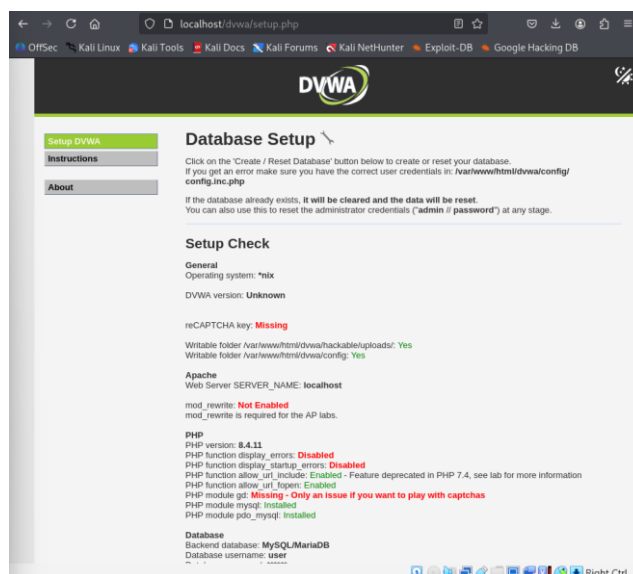 localhost/dvwa/setup.php
OffSec Kali Linux Kali Tools Kali Docs Kali Forums Kali NetHunter Exploit-DB Google Hacking DB
DVWA
Setup DVWA
Instructions
About
Database Setup
Click on the 'Create / Reset Database' button below to create or reset your database.
If you get an error make sure you have the correct user credentials in: /var/www/html/dvwa/config/
config.inc.php
If the database already exists, it will be cleared and the data will be reset.
You can also use this to reset the administrator credentials ("admin // password") at any stage.
Setup Check
General
Operating system: *nix
DVWA version: Unknown
reCAPTCHA key: Missing
Writable folder /var/www/html/dvwa/hackable/uploads/: Yes
Writable folder /var/www/html/dvwa/config: Yes
Apache
Web Server SERVER_NAME: localhost
mod_rewrite: Not Enabled
mod_rewrite is required for the AP labs.
PHP
PHP version: 8.4.11
PHP function display_errors: Disabled
PHP function display_startup_errors: Disabled
PHP function allow_url_include: Enabled - Feature deprecated in PHP 7.4, see lab for more information
PHP function allow_url_fopen: Enabled
PHP module gd: Missing - Only an issue if you want to play with captchas
PHP module mysql: Installed
PHP module pdo_mysql: Installed
Database
Backend database: MySQL/MariaDB
Database username: user
Right Ctrl